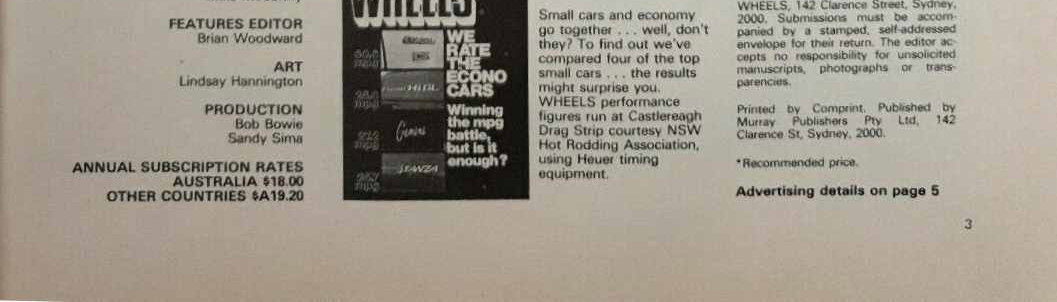 FEATURES EDITOR
Brian Woodward
ART
Lindsay Hannington
PRODUCTION
Bob Bowie
Sandy Sima
ANNUAL SUBSCRIPTION RATES
AUSTRALIA $18.00
OTHER COUNTRIES $A19.20
WHEELS
WE
RATE
THE
ECONO
CARS
Winning
the mpg
battle,
but is it
enough?
mpg
mpg
mpg
Gemini
mpg
Small cars and economy
go together . . . well, don't
they? To find out we've
compared four of the top
small cars . . . the results
might surprise you.
WHEELS performance
figures run at Castlereagh
Drag Strip courtesy NSW
Hot Rodding Association,
using Heuer timing
equipment.
WHEELS, 142 Clarence Street, Sydney,
2000. Submissions must be accom-
panied by a stamped, self-addressed
envelope for their return. The editor ac-
cepts no responsibility for unsolicited
manuscripts, photographs or trans-
parencies.
Printed by Comprint. Published by
Murray Publishers Pty Ltd, 142
Clarence St, Sydney, 2000.
*Recommended price.
Advertising details on page 5
3